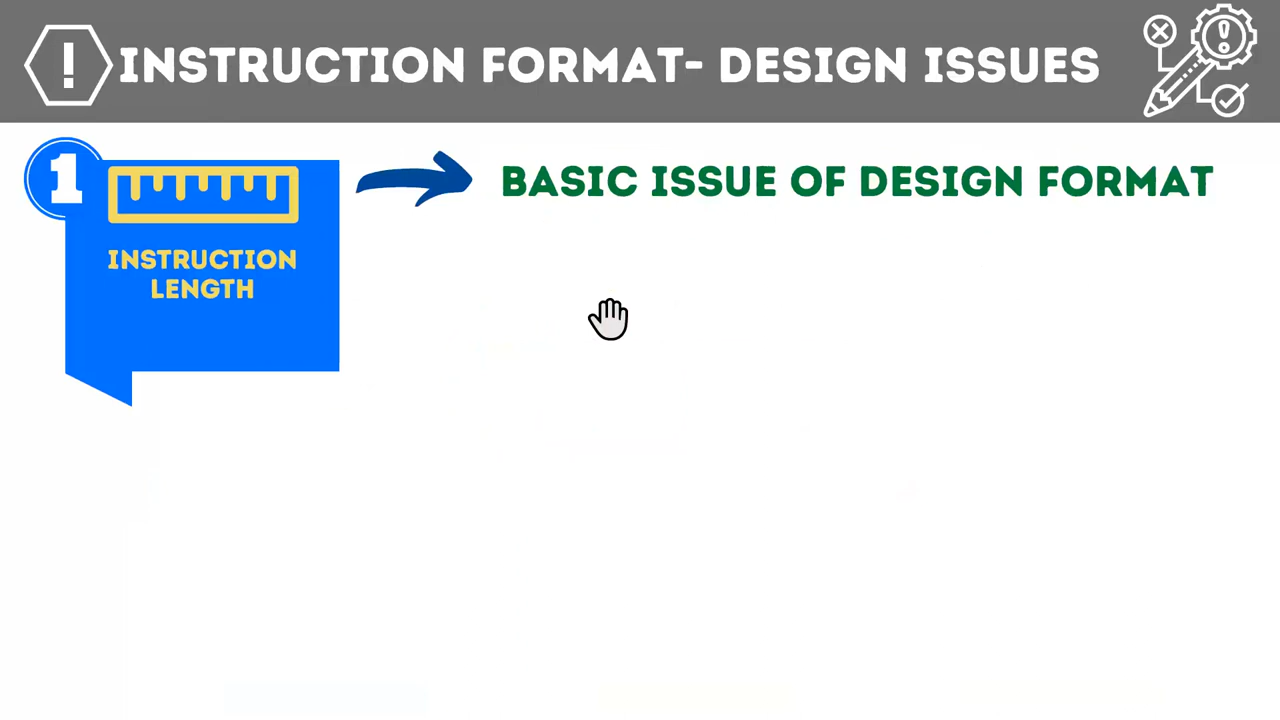 INSTRUCTION FORMAT- DESIGN ISSUES
1
INSTRUCTION
LENGTH
BASIC ISSUE OF DESIGN FORMAT